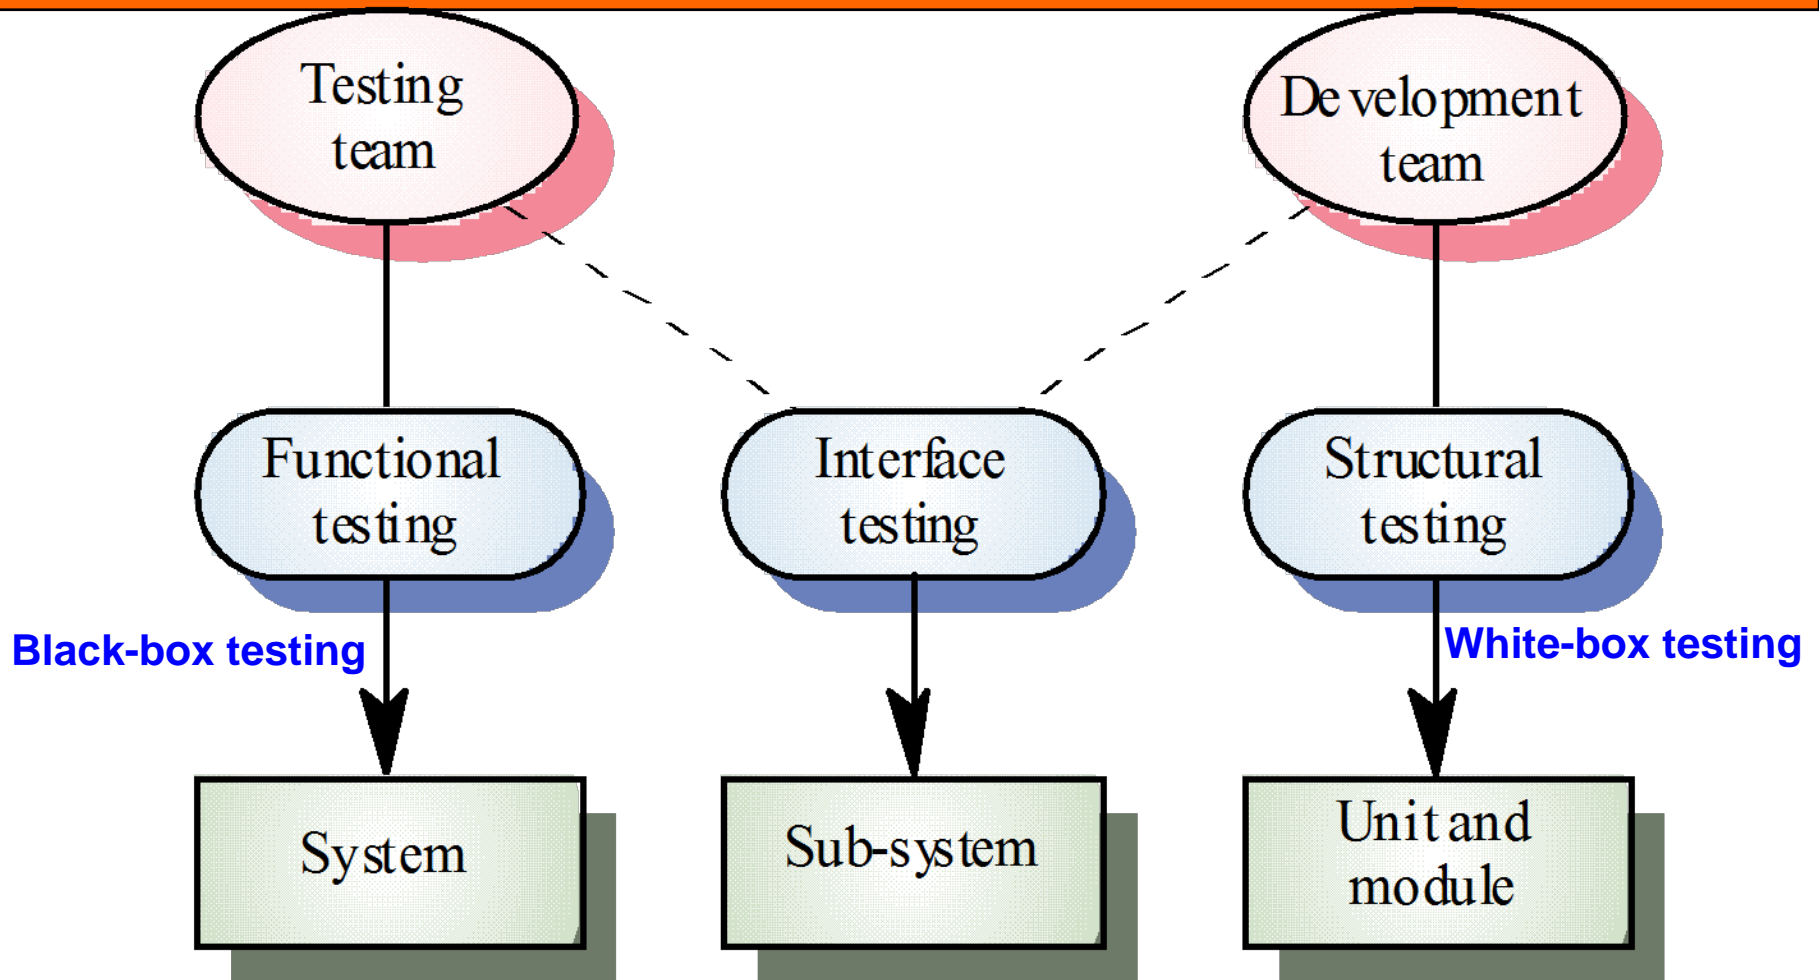 Testing
team
Development
team
Functional
testing
Interface
testing
Structural
testing
Black-box testing
White-box testing
System
Sub-system
Unit and
module